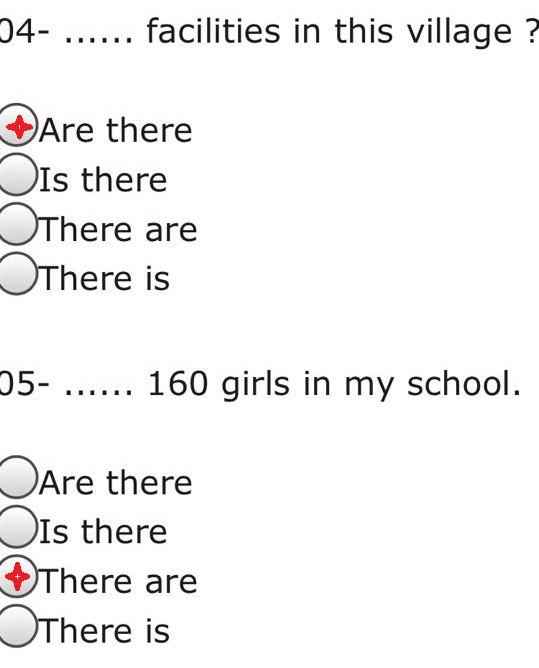 04- ...... facilities in this village ?
Are there
Is there
There are
There is
05- ...... 160 girls in my school.
Are there
Is there
There are
There is